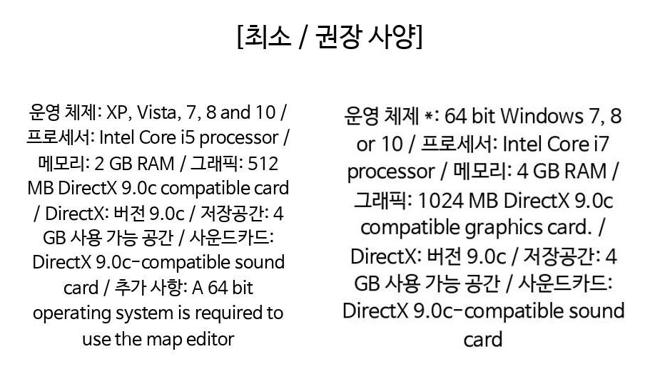 [최소 / 권장 사양]
운영 체제: XP, Vista, 7, 8 and 10 /
프로세서: Intel Core i5 processor /
메모리: 2 GB RAM / 그래픽: 512
MB DirectX 9.0c compatible card
/ DirectX: 버전 9.0c / 저장공간: 4
GB 사용 가능 공간 / 사운드카드:
DirectX 9.0c-compatible sound
card / 추가 사항: A 64 bit
operating system is required to
use the map editor
운영 체제 *: 64 bit Windows 7, 8
or 10 / 프로세서: Intel Core i7
processor / 메모리: 4 GB RAM /
그래픽: 1024 MB DirectX 9.0c
compatible graphics card. /
DirectX: 버전 9.0c / 저장공간: 4
GB 사용 가능 공간 / 사운드카드:
DirectX 9.0c-compatible sound
card